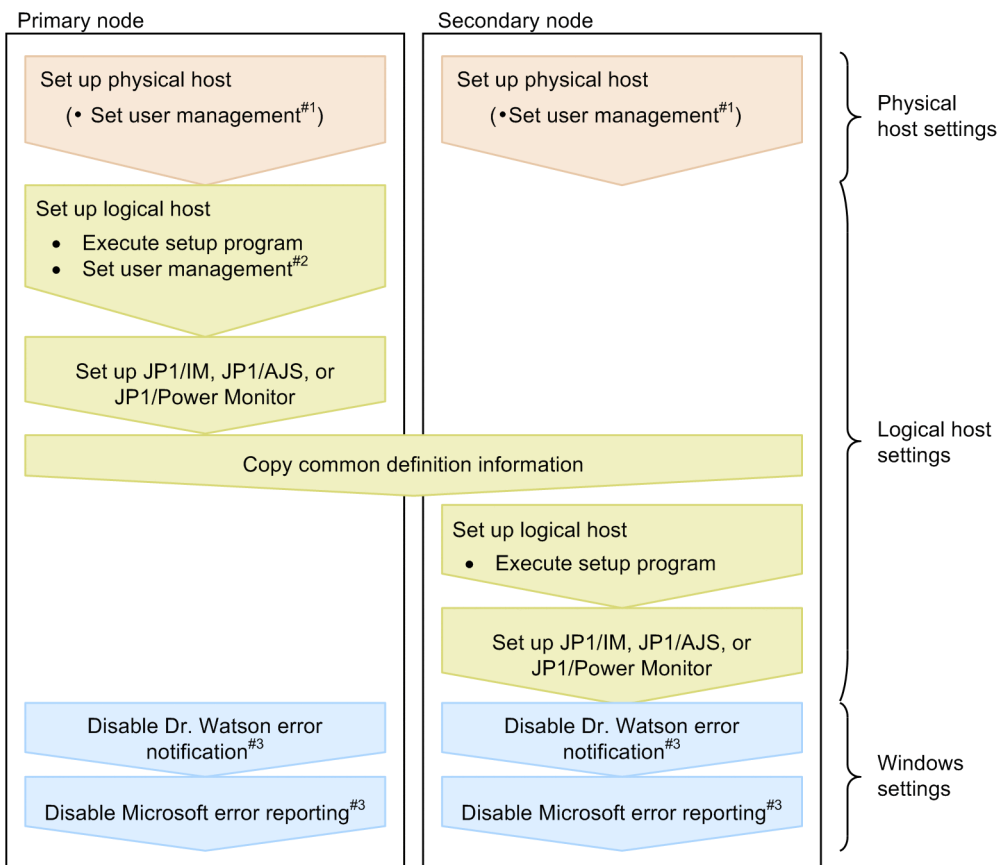 Primary node
Secondary node
Set up physical host
(• Set user management#1)
Set up physical host
(•Set user management#1)
Physical
host settings
Set up logical host
• Execute setup program
• Set user management#2
Set up JP1/IM, JP1/AJS, or
JP1/Power Monitor
Copy common definition information
Set up logical host
• Execute setup program
Set up JP1/IM, JP1/AJS, or
JP1/Power Monitor
Logical host
settings
Disable Dr. Watson error
notification#3
Disable Dr. Watson error
notification#3
Disable Microsoft error reporting#3
Disable Microsoft error reporting#3
Windows
settings